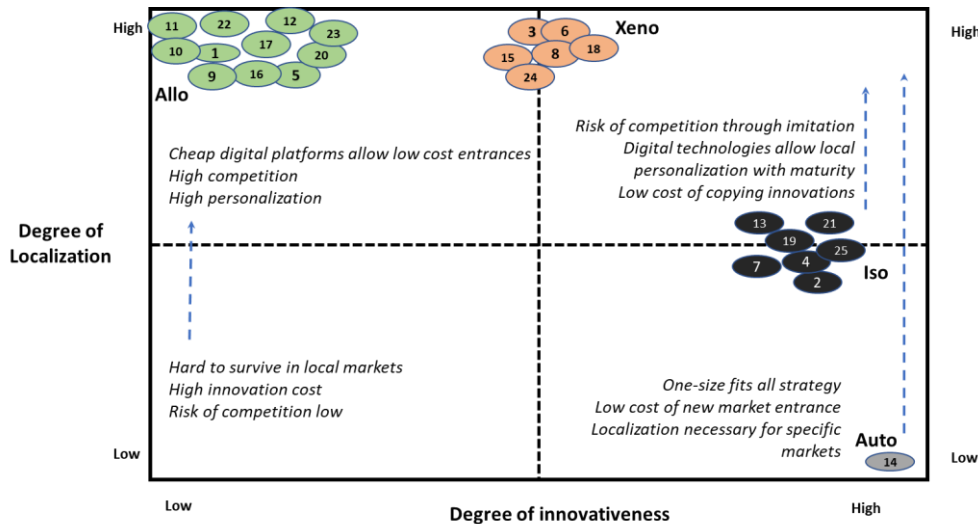 High
11
22
12
23
10
1
17
20
9
16
5
Allo
3
6
Xeno
15
8
18
24
High
Cheap digital platforms allow low cost entrances
High competition
High personalization
Risk of competition through imitation
Digital technologies allow local
personalization with maturity
Low cost of copying innovations
Degree of
Localization
13
21
19
25
7
4
2
Iso
Hard to survive in local markets
High innovation cost
Risk of competition low
One-size fits all strategy
Low cost of new market entrance
Localization necessary for specific
markets
Auto
14
Low
Low
Low
High
Degree of innovativeness